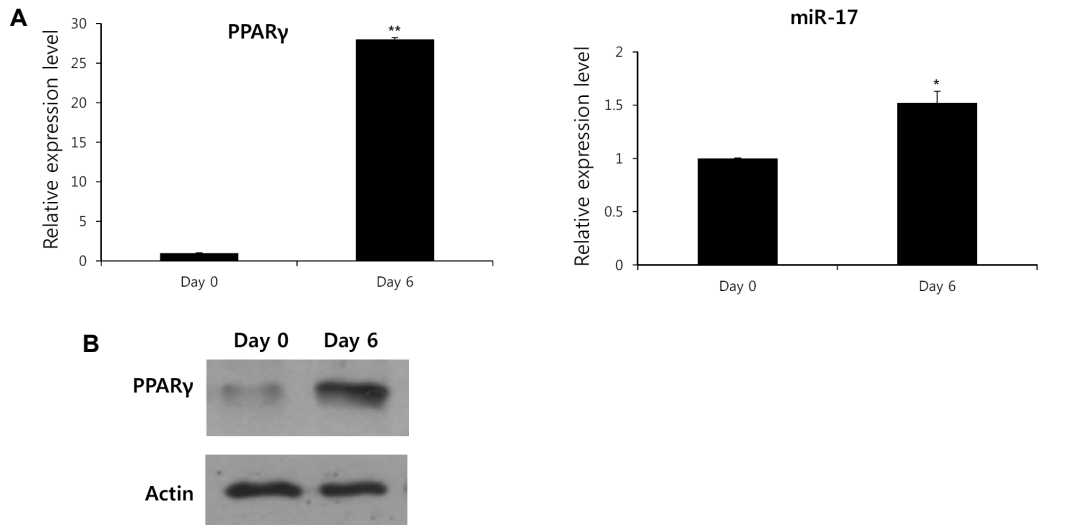 A
PPARγ
Relative expression level
30
25
20
15
10
5
0
**
Day 0
Day 6
miR-17
Relative expression level
2
1.5
1
0.5
0
*
Day 0
Day 6
B
Day 0
Day 6
PPARγ
Actin